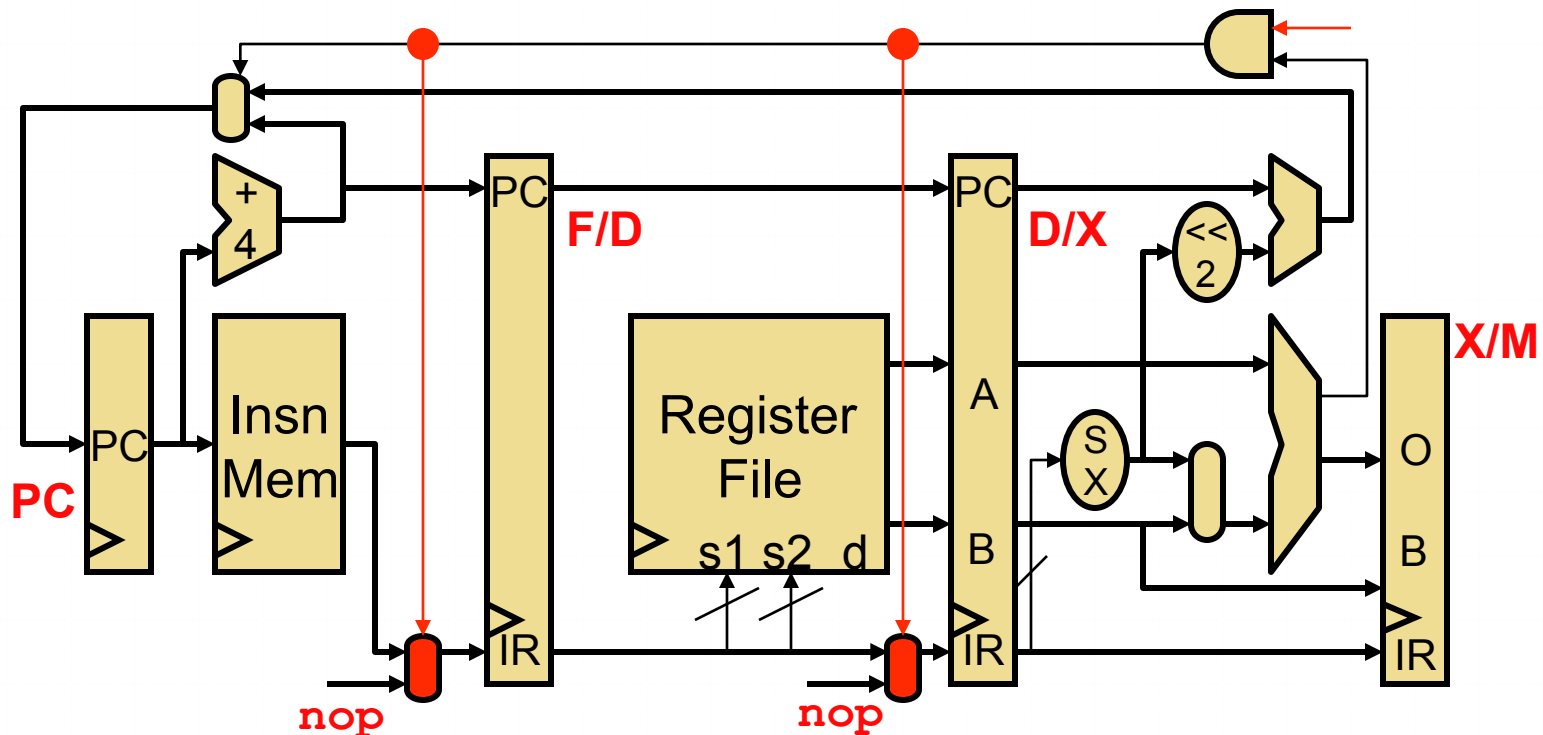 +
4
PC
PC
Insn
Mem
nop
PC
IR
F/D
Register
File
s1 s2 d
nop
PC
A
B
IR
D/X
<<
2
S
X
O
B
IR
X/M